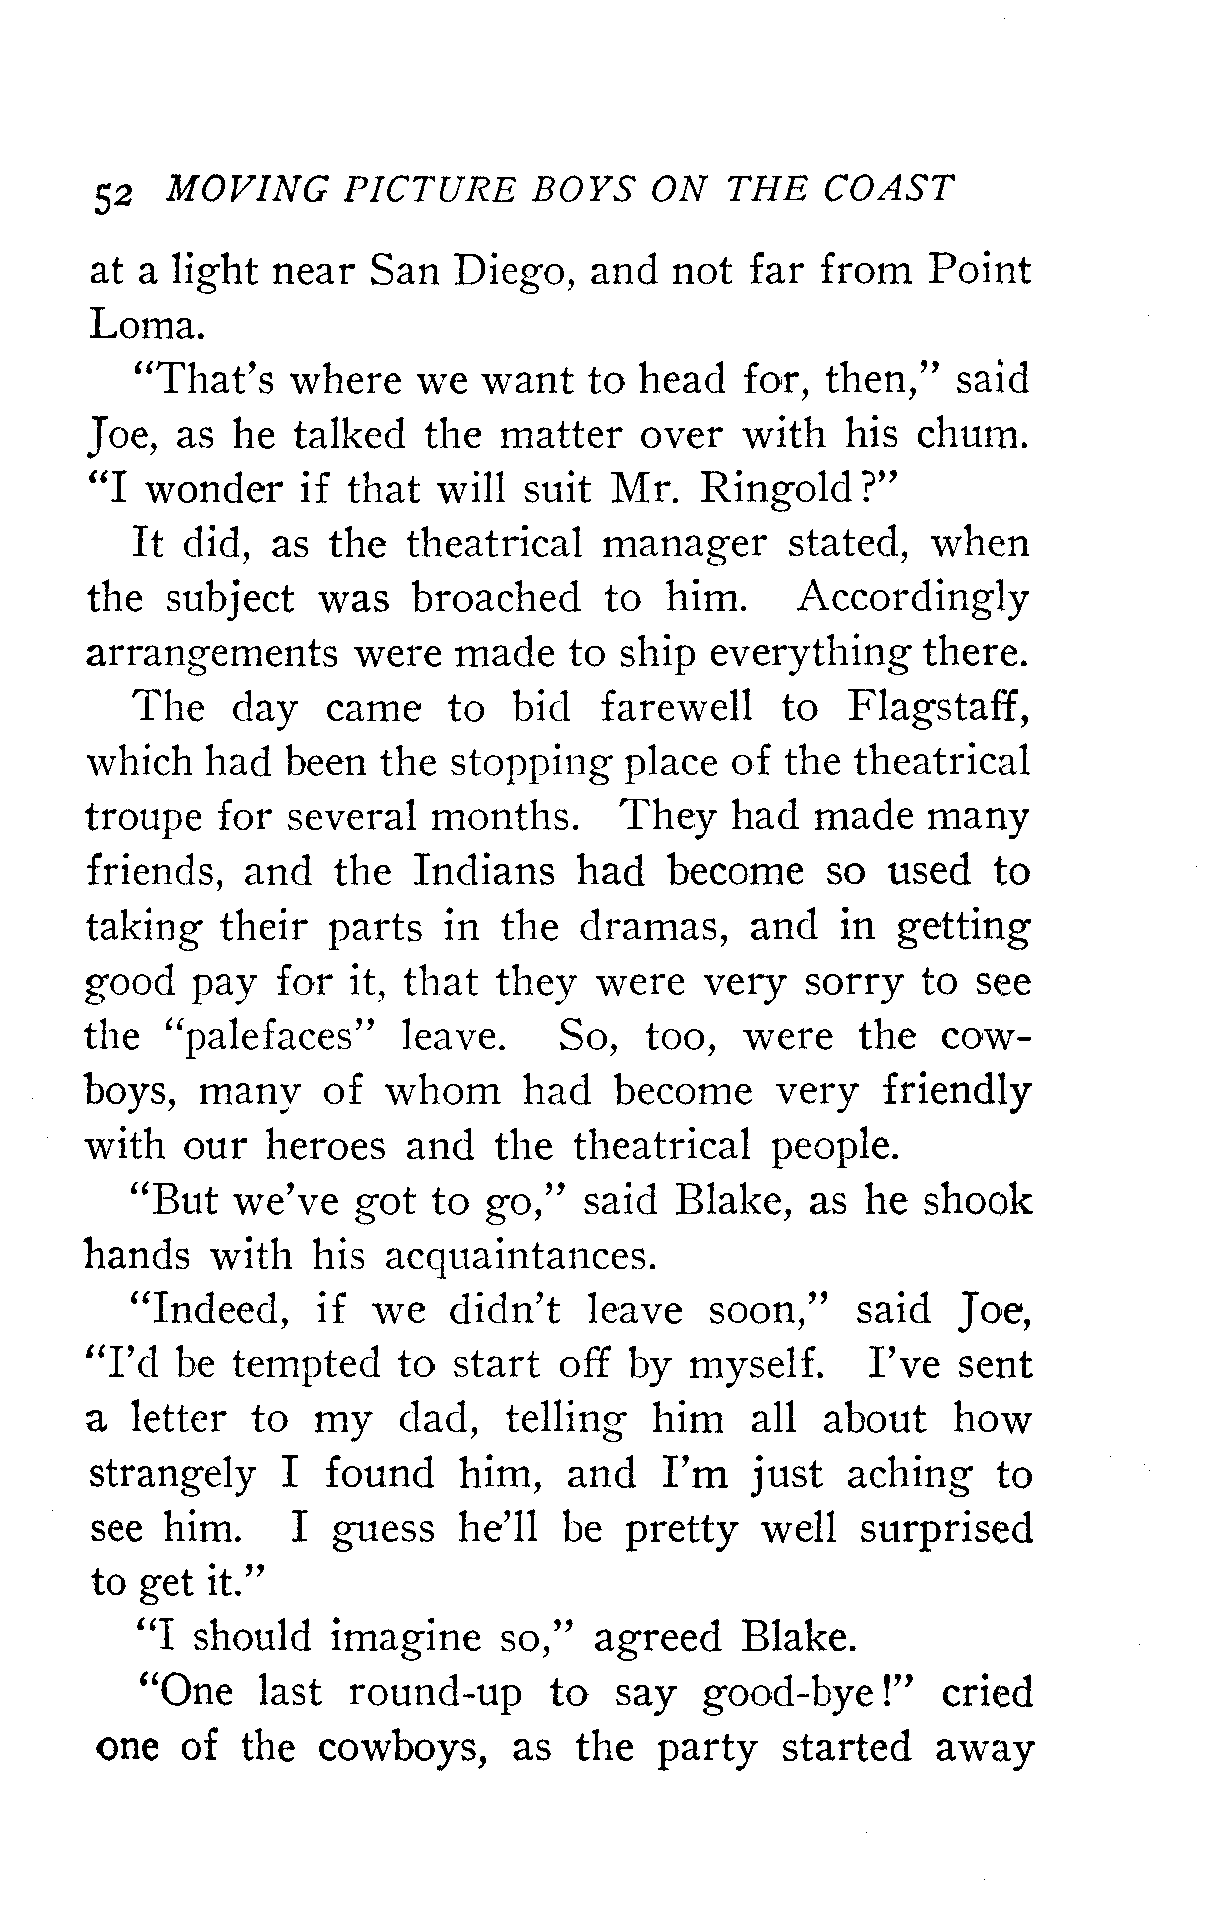 52 MOVING PICTURE BOYS ON THE COAST
at a light near San Diego, and not far from Point
Loma.
“That’s where we want to head for, then,” said
Joe, as he talked the matter over with his chum.
“I wonder if that will suit Mr. Ringold?”
It did, as the theatrical manager stated, when
the subject was broached to him. Accordingly
arrangements were made to ship everything there.
The day came to bid farewell to Flagstaff,
which had been the stopping place of the theatrical
troupe for several months. They had made many
friends, and the Indians had become so used to
taking their parts in the dramas, and in getting
good pay for it, that they were very sorry to see
the “palefaces” leave. So, too, were the cow-
boys, many of whom had become very friendly
with our heroes and the theatrical people.
“But we’ve got to go,” said Blake, as he shook
hands with his acquaintances.
“Indeed, if we didn’t leave soon,” said Joe,
“I’d be tempted to start off by myself. I’ve sent
a letter to my dad, telling him all about how
strangely I found him, and I’m just aching to
see him. I guess he’ll be pretty well surprised
to get it.”
“I should imagine so,” agreed Blake.
“One last round-up to say good-bye!” cried
one of the cowboys, as the party started away